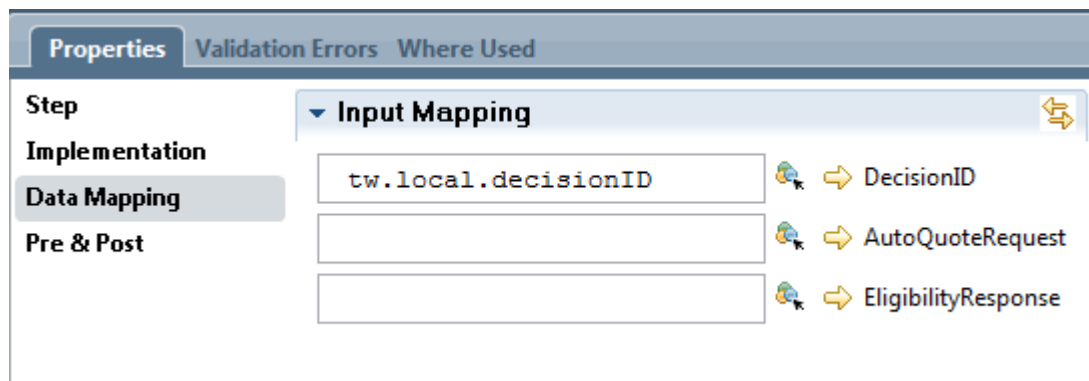 Properties Validation Errors Where Used
Step
Implementation
Data Mapping
Pre & Post
Input Mapping
tw.local.decisionID DecisionID
AutoQuoteRequest
EligibilityResponse